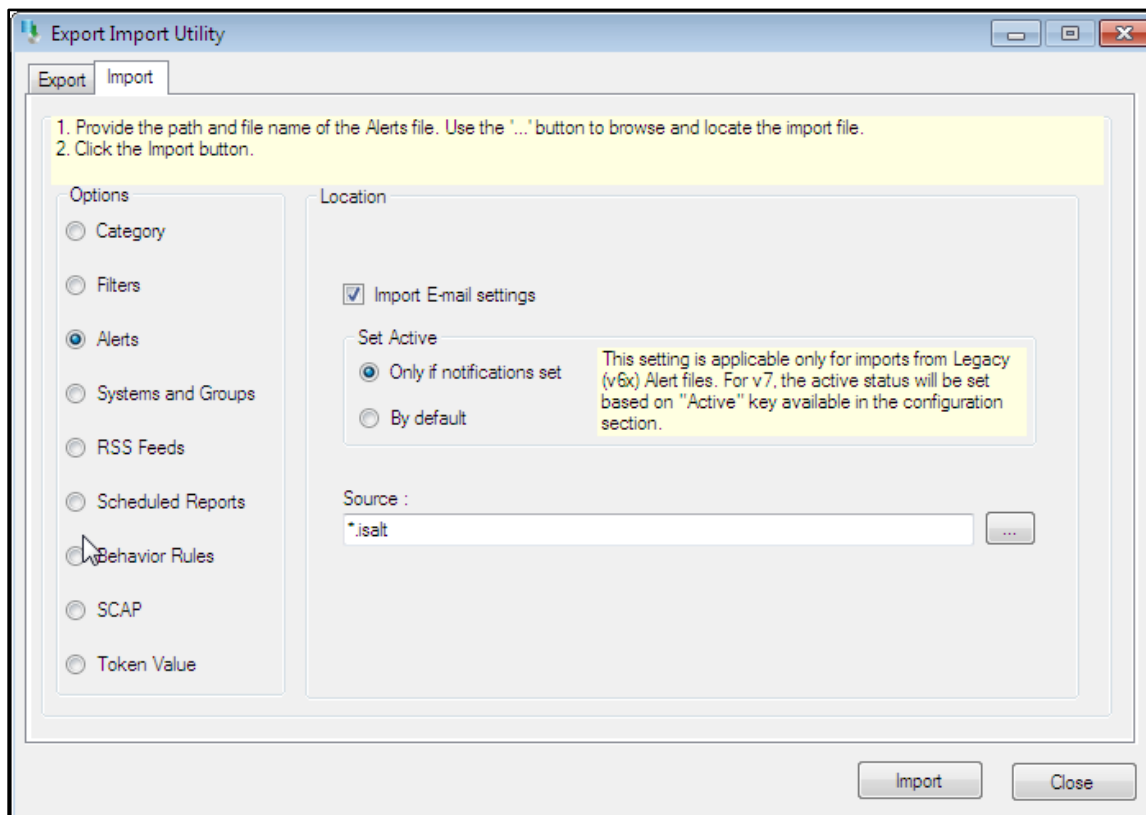 Export Import Utility
Export
Import
1. Provide the path and file name of the Alerts file. Use the '...' button to browse and locate the import file.
2. Click the Import button.
Options
Category
Filters
Alerts
Systems and Groups
RSS Feeds
Scheduled Reports
Behavior Rules
SCAP
Token Value
Location
Import E-mail settings
Set Active
Only if notifications set
By default
This setting is applicable only for imports from Legacy
(v6x) Alert files. For v7, the active status will be set
based on "Active" key available in the configuration
section.
Source :
*.isalt
...
Import
Close